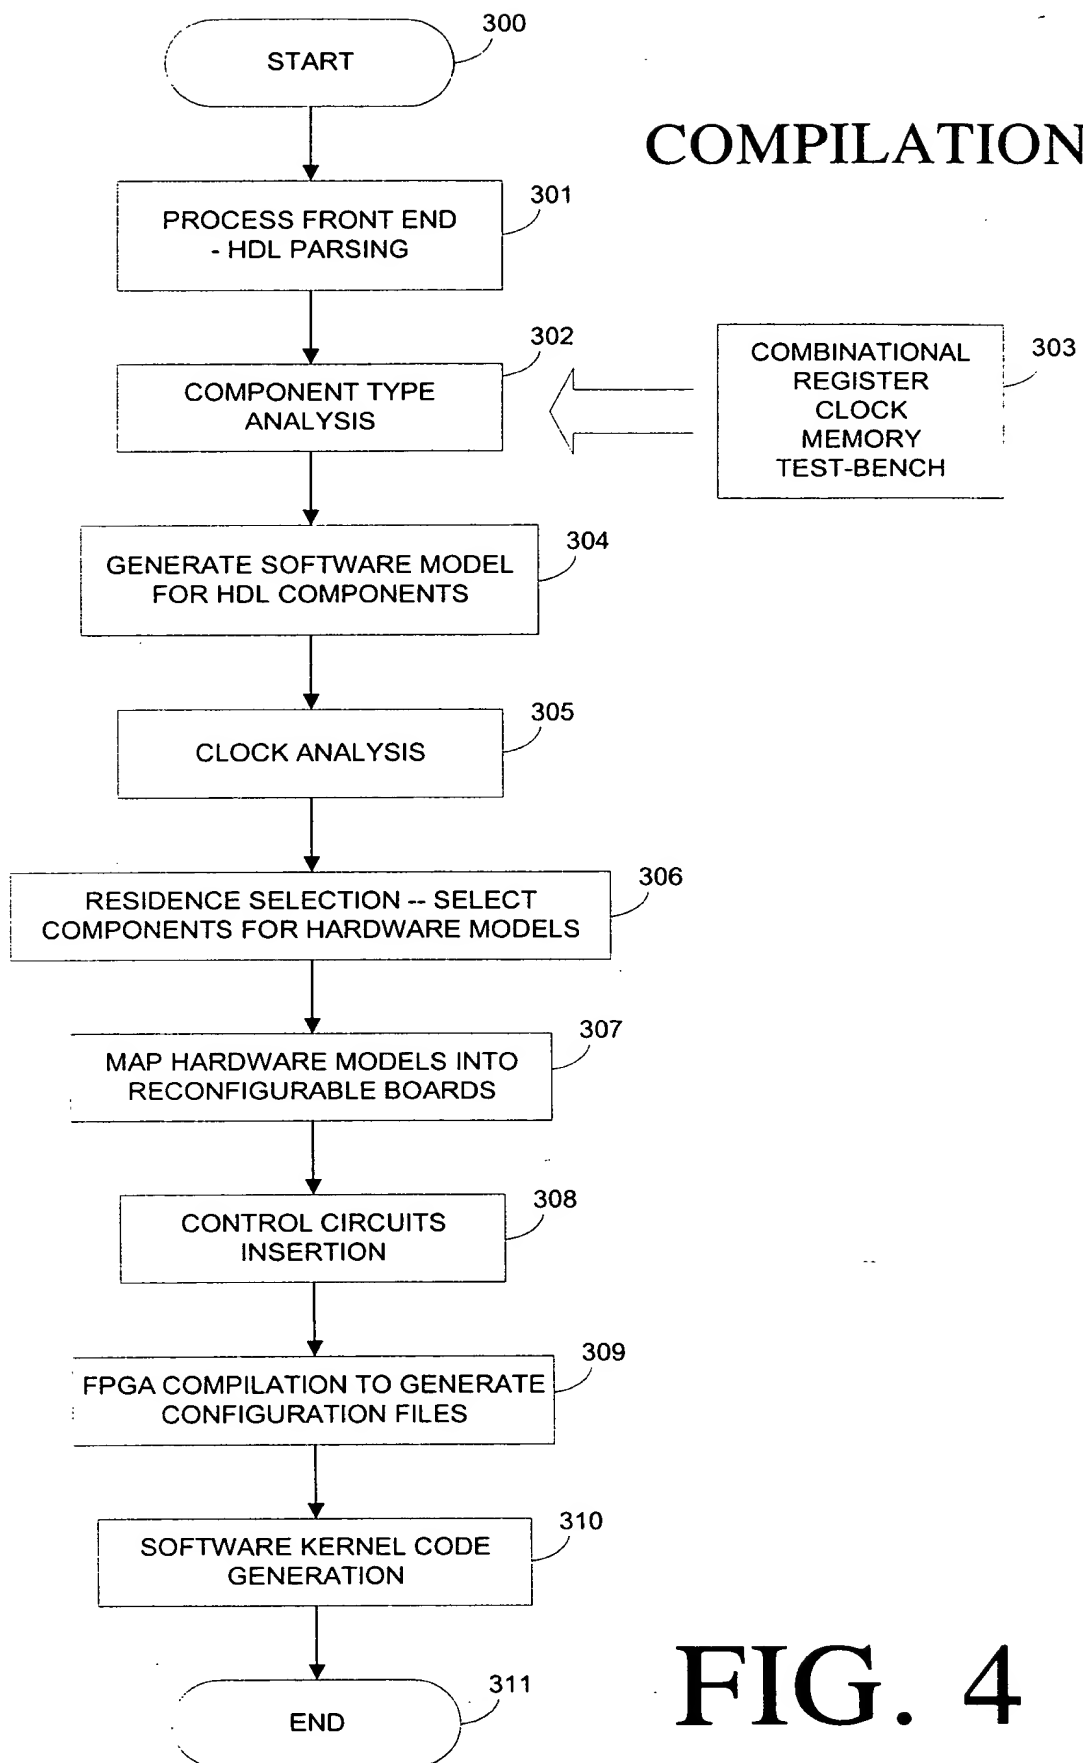 300
START
COMPILATION
301
PROCESS FRONT END
- HDL PARSING
302
COMPONENT TYPE
ANALYSIS
303
COMBINATIONAL
REGISTER
CLOCK
MEMORY
TEST-BENCH
304
GENERATE SOFTWARE MODEL
FOR HDL COMPONENTS
305
CLOCK ANALYSIS
306
RESIDENCE SELECTION -- SELECT
COMPONENTS FOR HARDWARE MODELS
307
MAP HARDWARE MODELS INTO
RECONFIGURABLE BOARDS
308
CONTROL CIRCUITS
INSERTION
309
FPGA COMPILATION TO GENERATE
CONFIGURATION FILES
310
SOFTWARE KERNEL CODE
GENERATION
311
END
FIG. 4